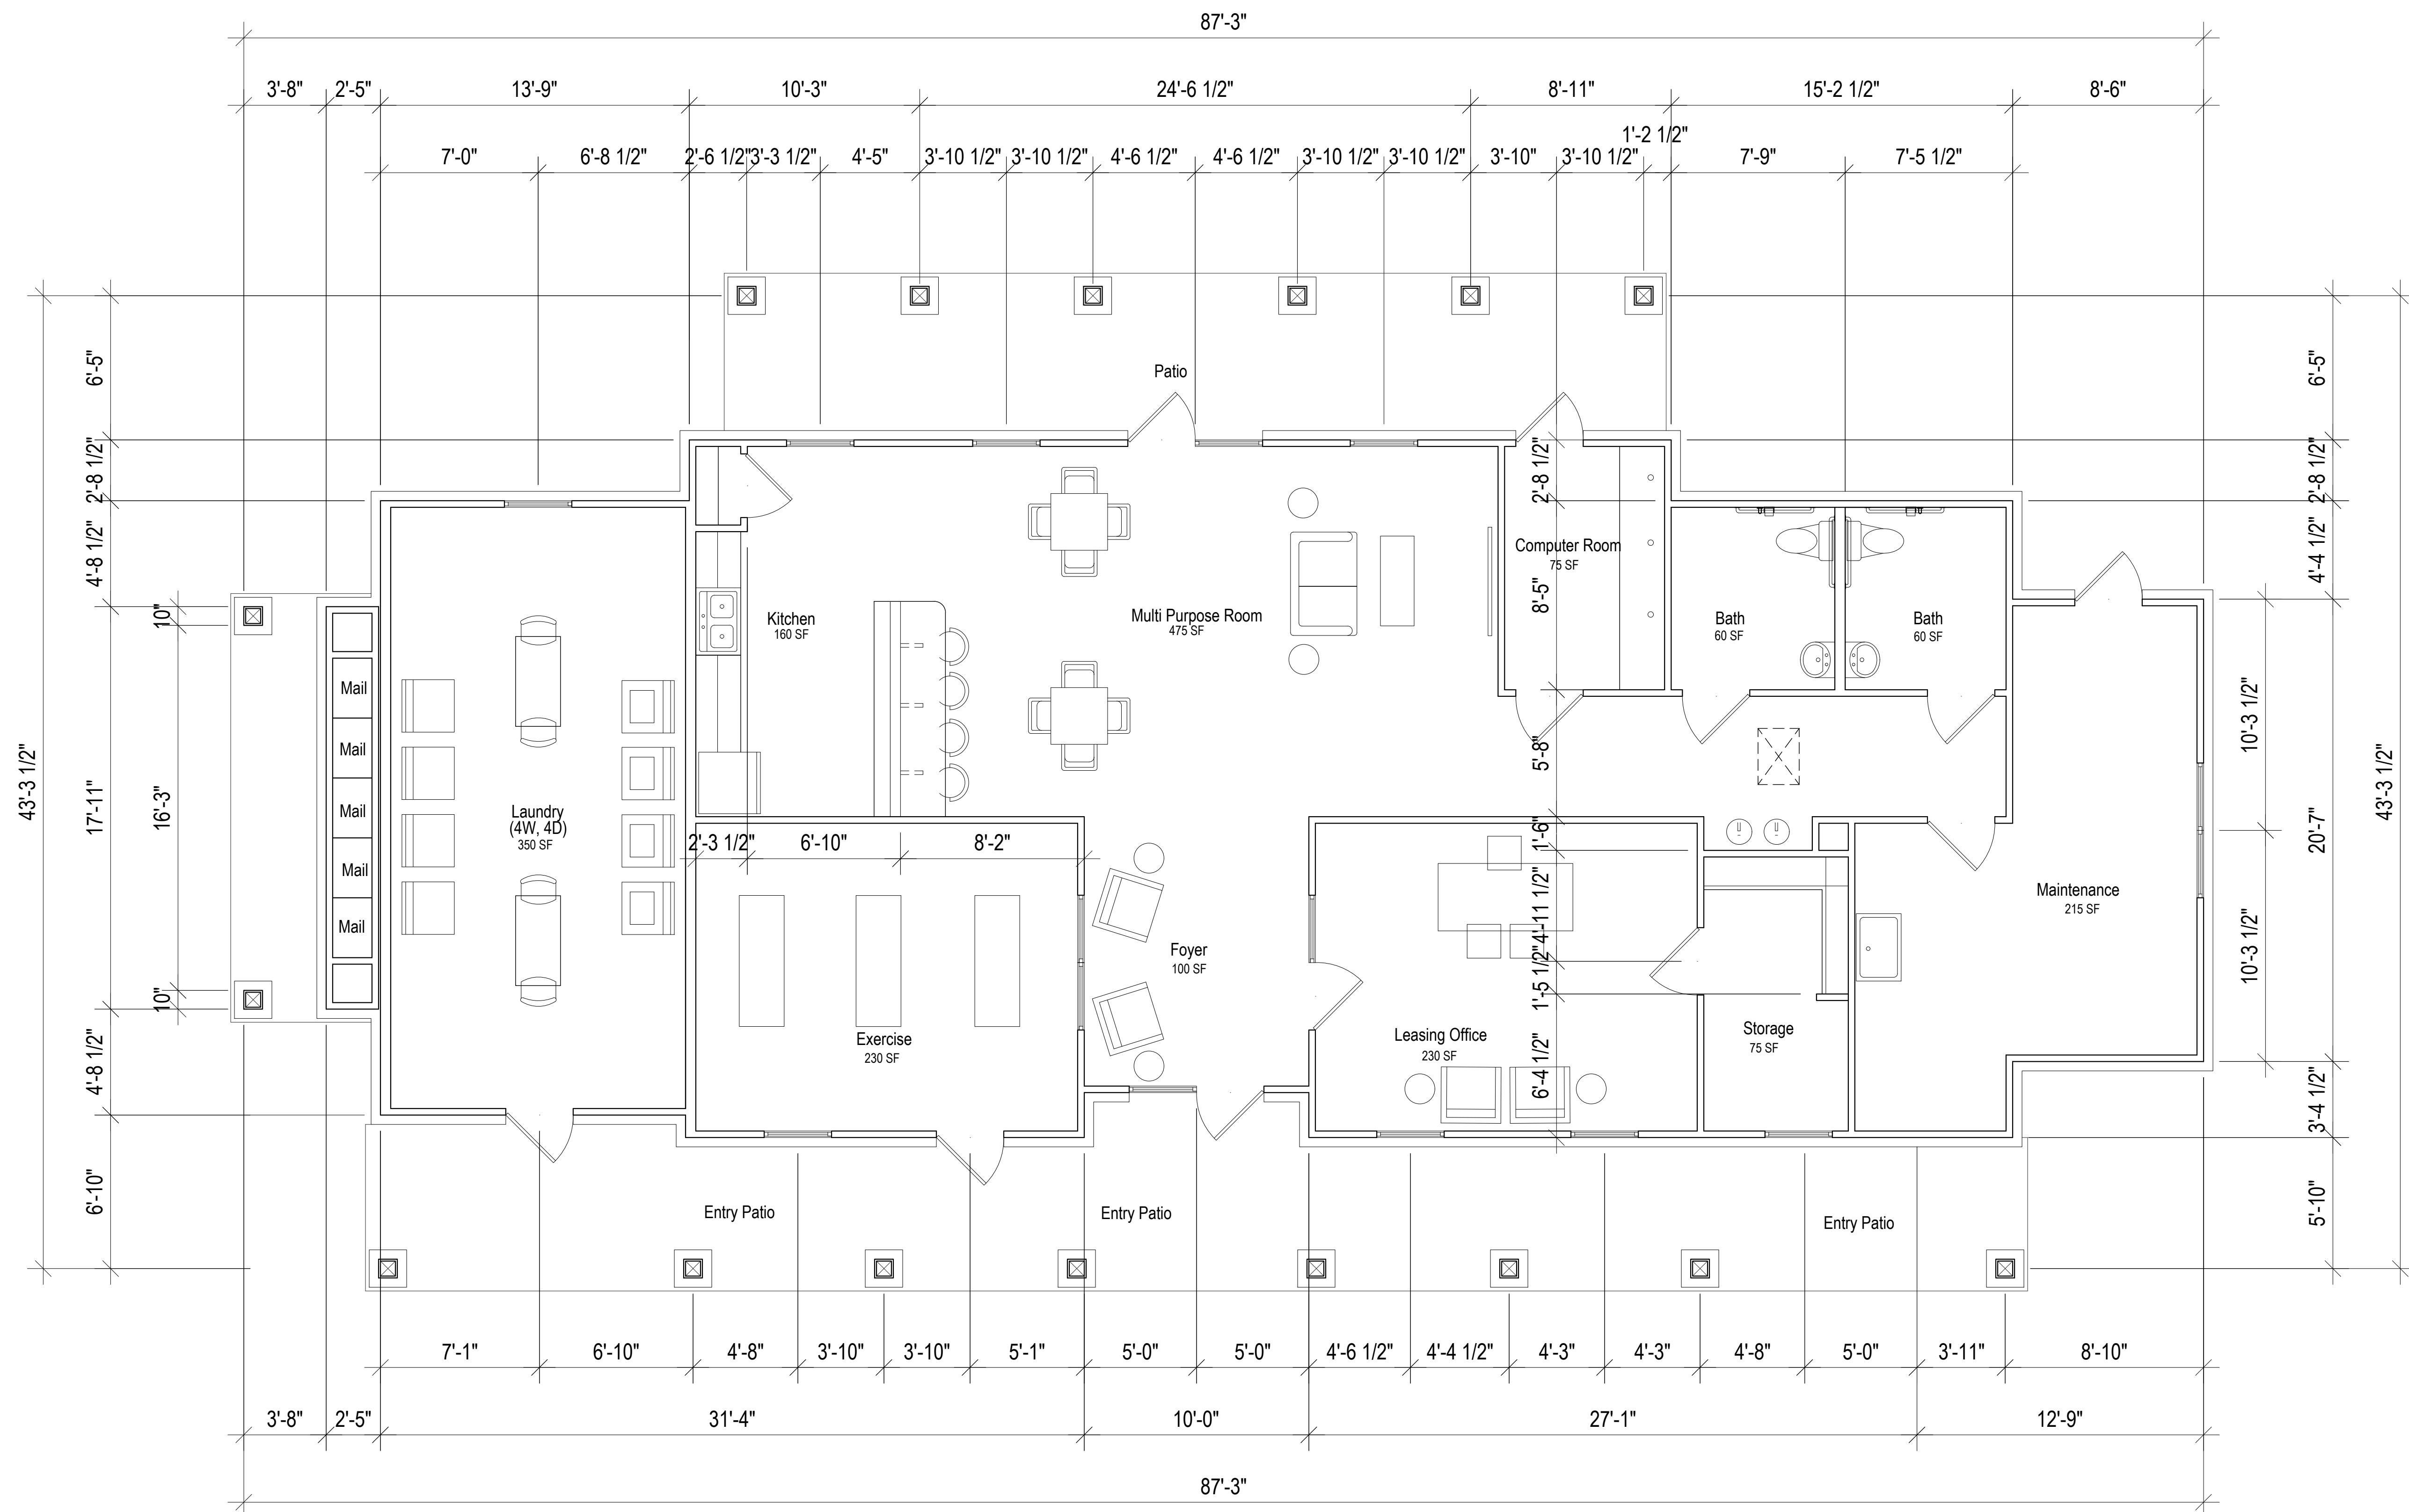 87'-3"
3'-8" 2'-5" 13'-9" 10'-3" 24'-6 1/2" 8'-11" 15'-2 1/2" 8'-6"
1'-2 1/2"
7'-0" 6'-8 1/2" 2'-6 1/2" 3'-3 1/2" 4'-5" 3'-10 1/2" 3'-10 1/2" 4'-6 1/2" 4'-6 1/2" 3'-10 1/2" 3'-10 1/2" 3'-10" 3'-10 1/2" 7'-9" 7'-5 1/2"
43'-3 1/2"
6'-5"
2'-8 1/2"
4'-8 1/2"
17'-11"
4'-8 1/2"
6'-10"
10"
16'-3"
10"
Patio
Mail
Mail
Mail
Mail
Mail
Laundry
(4W, 4D)
350 SF
Kitchen
160 SF
Multi Purpose Room
475 SF
Computer Room
75 SF
Bath
60 SF
Bath
60 SF
2'-8 1/2"
8'-5"
5'-8"
1'-6"
4'-11 1/2"
1'-5 1/2"
6'-4 1/2"
2'-3 1/2" 6'-10" 8'-2"
Exercise
230 SF
Foyer
100 SF
Leasing Office
230 SF
Storage
75 SF
Maintenance
215 SF
10'-3 1/2"
10'-3 1/2"
6'-5"
2'-8 1/2"
4'-4 1/2"
20'-7"
3'-4 1/2"
5'-10"
43'-3 1/2"
Entry Patio
Entry Patio
Entry Patio
7'-1" 6'-10" 4'-8" 3'-10" 3'-10" 5'-1" 5'-0" 5'-0" 4'-6 1/2" 4'-4 1/2" 4'-3" 4'-3" 4'-8" 5'-0" 3'-11" 8'-10"
3'-8" 2'-5" 31'-4" 10'-0" 27'-1" 12'-9"
87'-3"